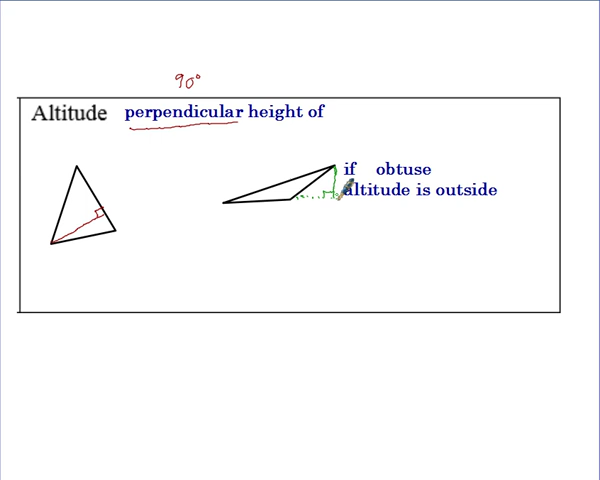 90°
Altitude perpendicular height of
if obtuse
altitude is outside